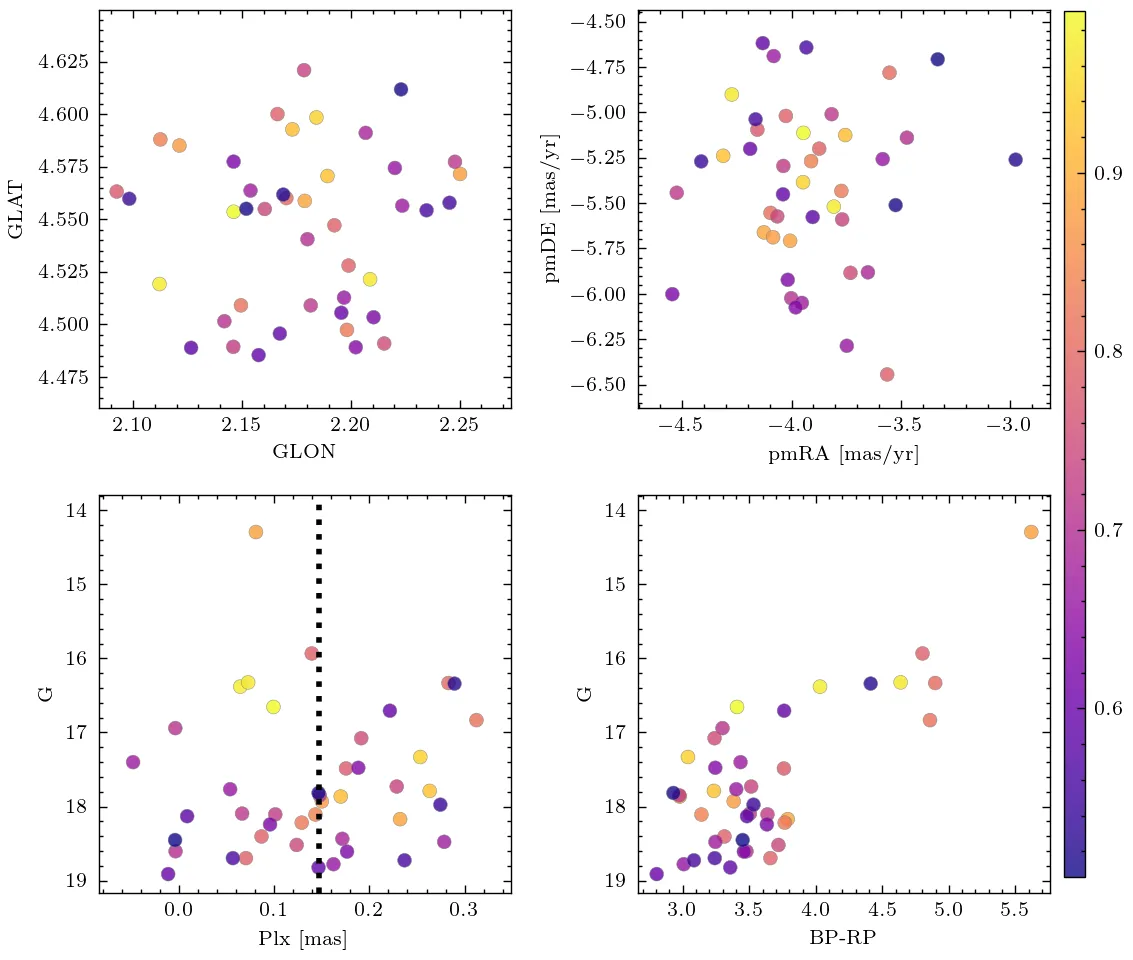 4.625
4.600
4.575
4.550
4.525
4.500
4.475
GLAT
2.10 2.15 2.20 2.25
GLON
−4.50
−4.75
−5.00
−5.25
−5.50
−5.75
−6.00
−6.25
−6.50
pmDE [mas/yr]
−4.5 −4.0 −3.5 −3.0
pmRA [mas/yr]
0.9
0.8
0.7
0.6
14
15
16
17
18
19
G
0.0 0.1 0.2 0.3
Plx [mas]
14
15
16
17
18
19
G
3.0 3.5 4.0 4.5 5.0 5.5
BP-RP